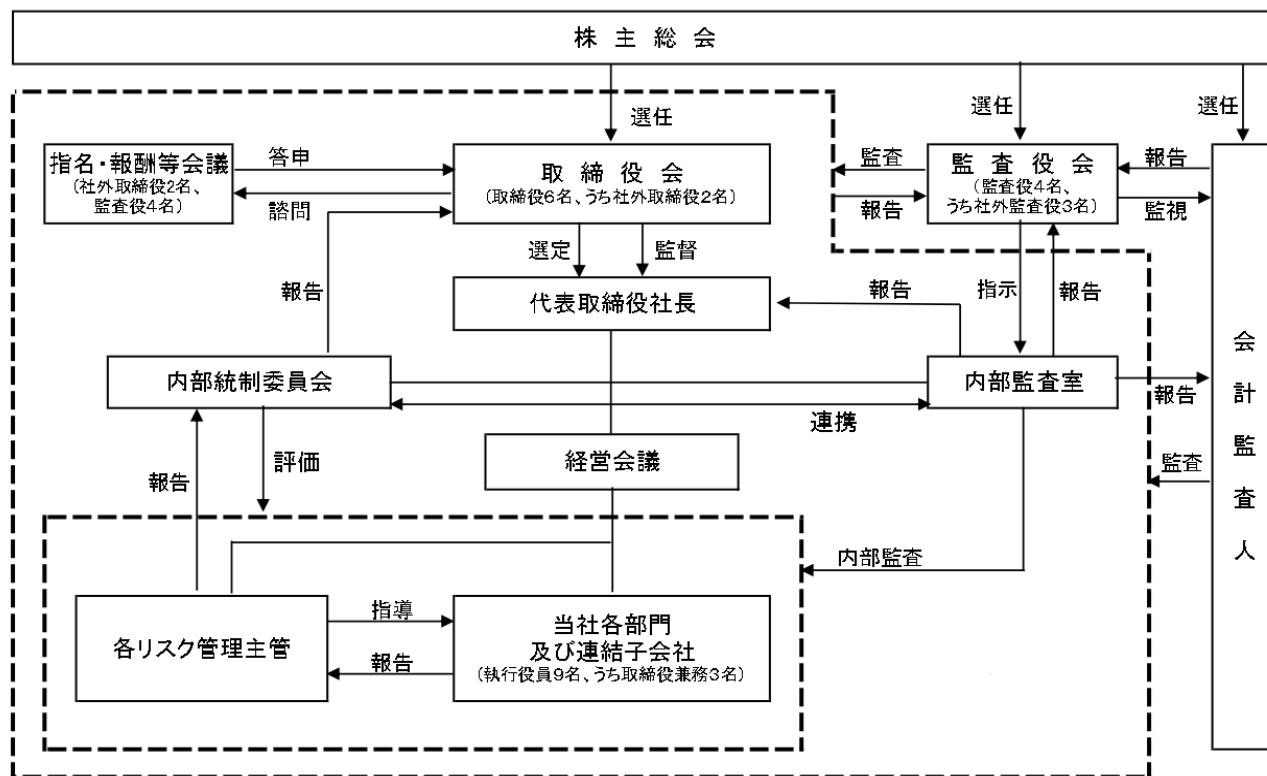 株主総会
選任
選任
選任
指名・報酬等会議
(社外取締役2名、
監査役4名)
答申
諮問
取締役会
(取締役6名、うち社外取締役2名)
監査
報告
監査役会
(監査役4名、
うち社外監査役3名)
報告
監視
選定
監督
報告
代表取締役社長
報告
指示
報告
会計監査人
内部統制委員会
内部監査室
報告
連携
報告
評価
経営会議
監査
内部監査
各リスク管理主管
指導
報告
当社各部門
及び連結子会社
(執行役員9名、うち取締役兼務3名)